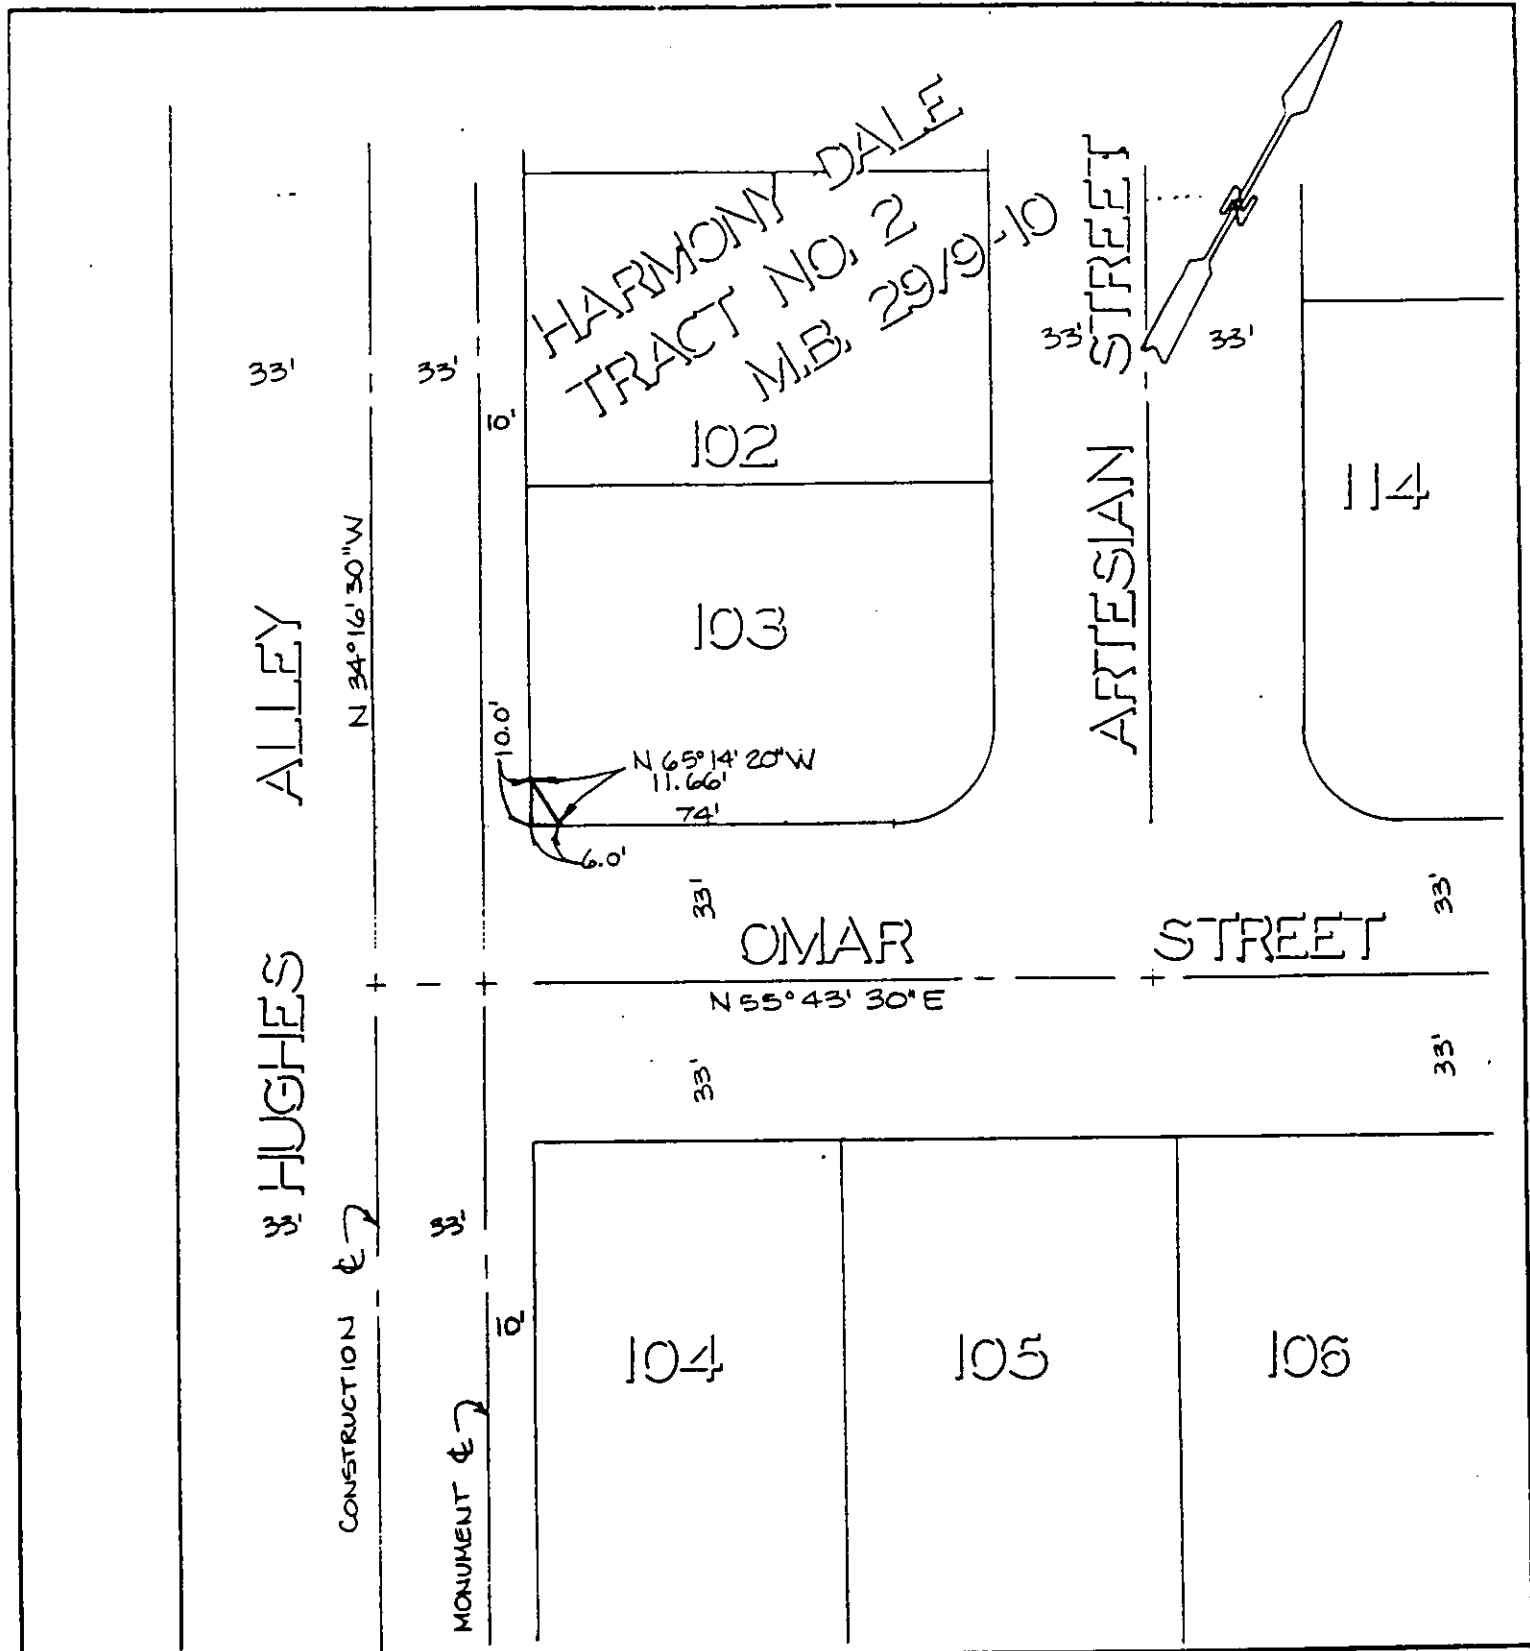 HARMONY DALE
TRACT NO. 2
M.B. 29/9-10
33'
33'
10'
33'
33'
102
114
ARTESIAN STREET
N 34°16'30"W
103
HUGHES ALLEY
10.0'
N 65°14'20"W
11.66'
74'
6.0'
33'
33'
OMAR STREET
N 55°43'30"E
33'
33'
33'
33'
10'
CONSTRUCTION ℄
MONUMENT ℄
104
105
106